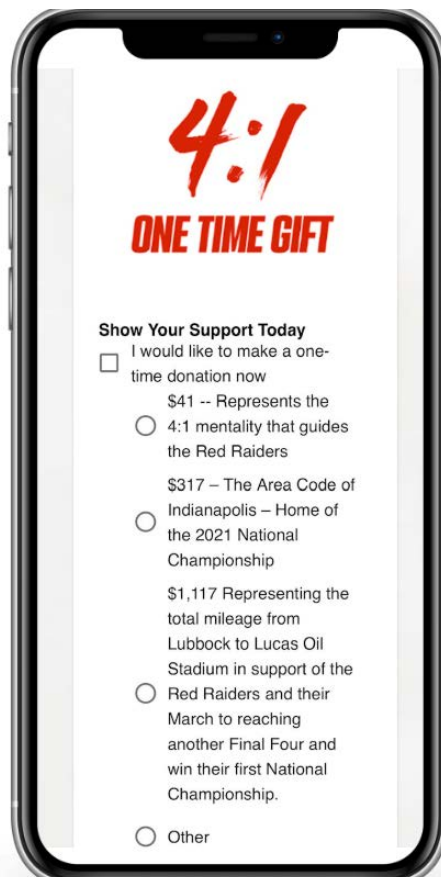 4:1
ONE TIME GIFT
Show Your Support Today
I would like to make a one-
time donation now
$41 -- Represents the
4:1 mentality that guides
the Red Raiders
$317 – The Area Code of
Indianapolis – Home of
the 2021 National
Championship
$1,117 Representing the
total mileage from
Lubbock to Lucas Oil
Stadium in support of the
Red Raiders and their
March to reaching
another Final Four and
win their first National
Championship.
Other